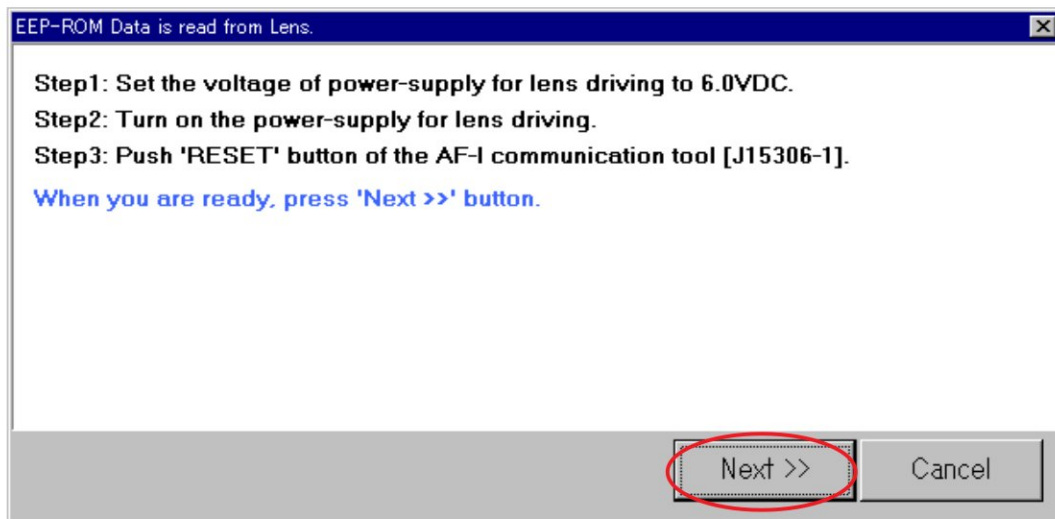 EEP-ROM Data is read from Lens.
Step1: Set the voltage of power-supply for lens driving to 6.0VDC.
Step2: Turn on the power-supply for lens driving.
Step3: Push 'RESET' button of the AF-I communication tool [J15306-1].
When you are ready, press 'Next >>' button.
Next >> Cancel